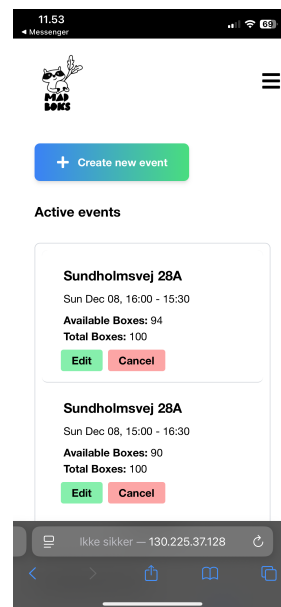 11.53
69
◀ Messenger
MAD
BOKS
+ Create new event
Active events
Sundholmsvej 28A
Sun Dec 08, 16:00 - 15:30
Available Boxes: 94
Total Boxes: 100
Edit Cancel
Sundholmsvej 28A
Sun Dec 08, 15:00 - 16:30
Available Boxes: 90
Total Boxes: 100
Edit Cancel
Ikke sikker — 130.225.37.128